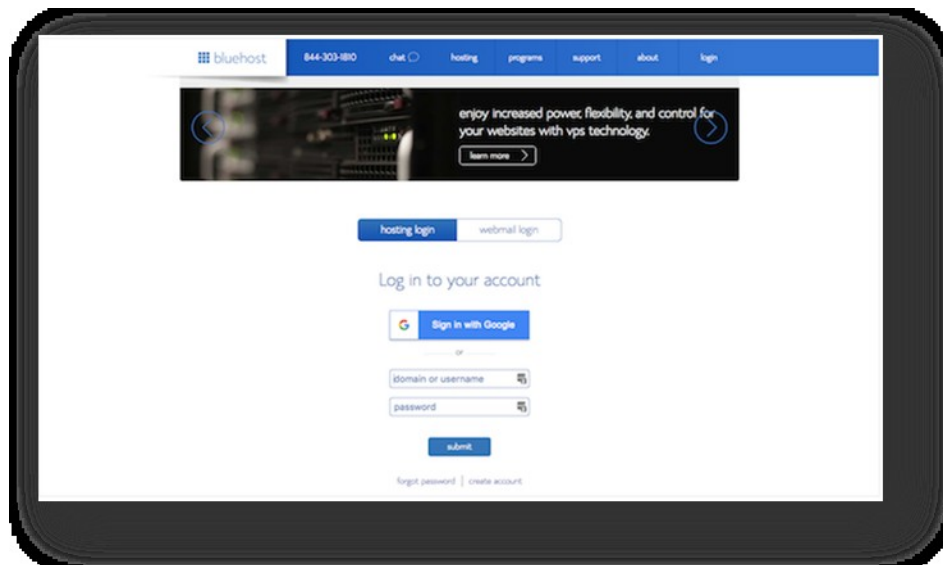 bluehost 844-303-1810 chat hosting programs support about login
enjoy increased power, flexibility, and control for
your websites with vps technology.
learn more
hosting login webmail login
Log in to your account
Sign in with Google
or
domain or username
password
submit
forgot password | create account